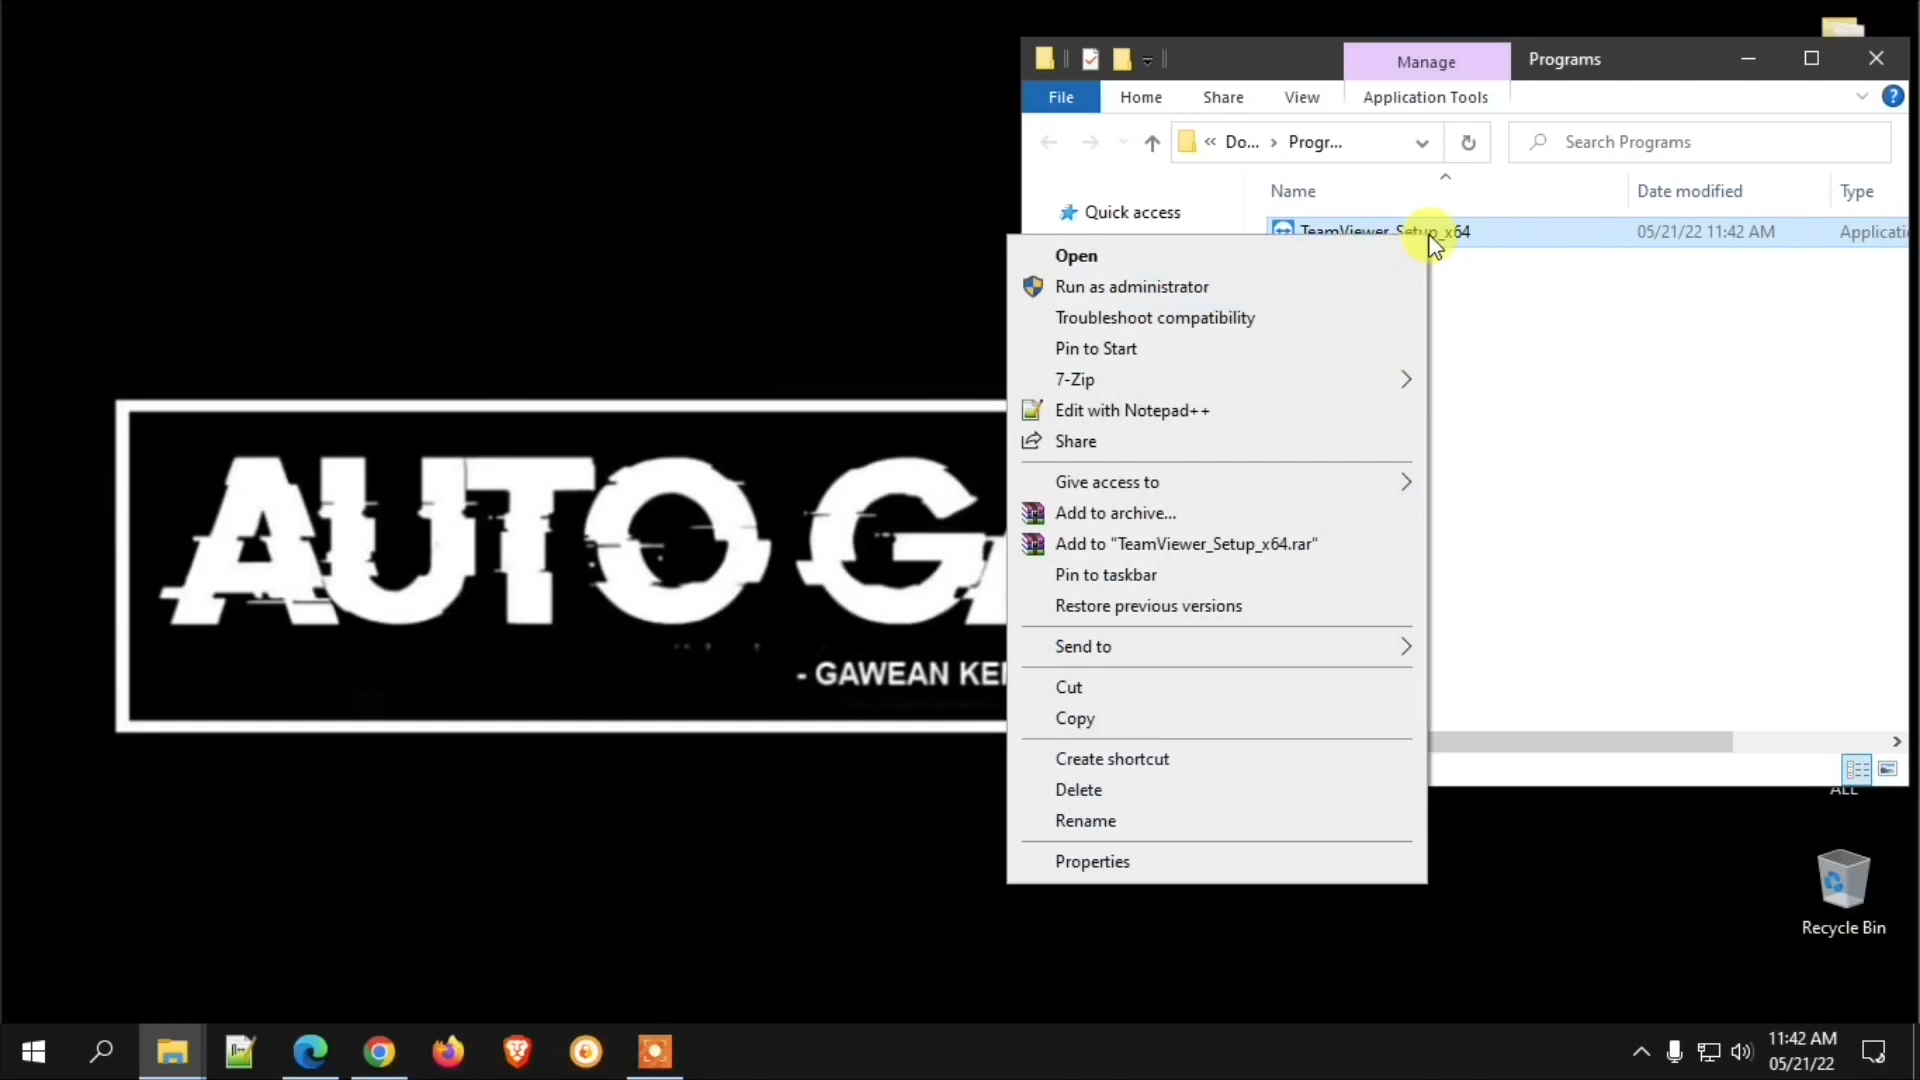 Manage
Programs
File
Home
Share
View
Application Tools
?
« Do... › Progr...
Search Programs
Name
Date modified
Type
Quick access
TeamViewer_Setup_x64
05/21/22 11:42 AM
Open
Run as administrator
Troubleshoot compatibility
Pin to Start
7-Zip
Edit with Notepad++
Share
Give access to
Add to archive...
Add to "TeamViewer_Setup_x64.rar"
Pin to taskbar
Restore previous versions
Send to
Cut
Copy
Create shortcut
Delete
Rename
Properties
AUTO
- GAWEAN
ALL
Recycle Bin
11:42 AM
05/21/22